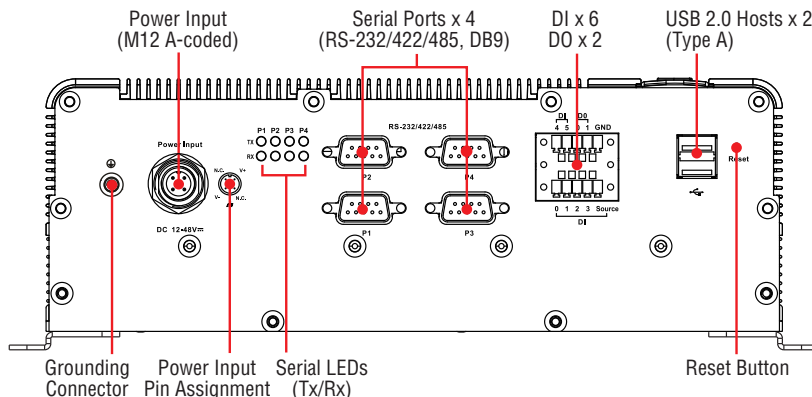 Power Input
(M12 A-coded)
Serial Ports x 4
(RS-232/422/485, DB9)
DI x 6
DO x 2
USB 2.0 Hosts x 2
(Type A)
Power Input
P1 P2 P3 P4
TX
RX
RS-232/422/485
DI DO
4 5 0 1 GND
Reset
N.C. V+
V- N.C.
DC 12-48V
P2
P4
P1
P3
0 1 2 3 Source
DI
Grounding
Connector
Power Input
Pin Assignment
Serial LEDs
(Tx/Rx)
Reset Button